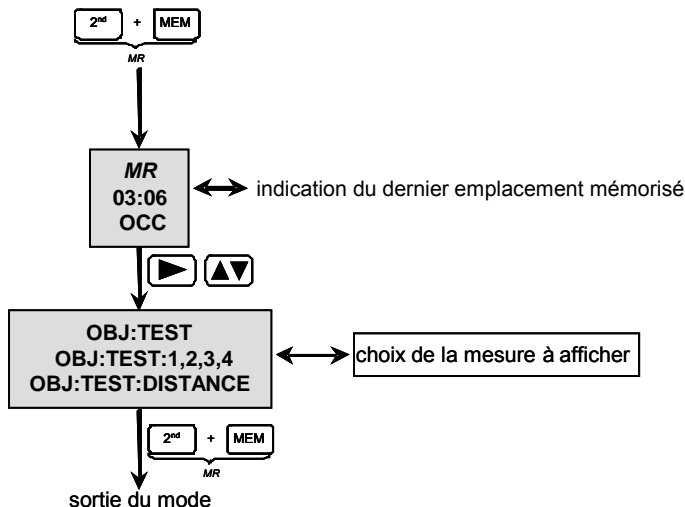 2nd + MEM
MR
MR
03:06
OCC
indication du dernier emplacement mémorisé
OBJ:TEST
OBJ:TEST:1,2,3,4
OBJ:TEST:DISTANCE
choix de la mesure à afficher
2nd + MEM
MR
sortie du mode